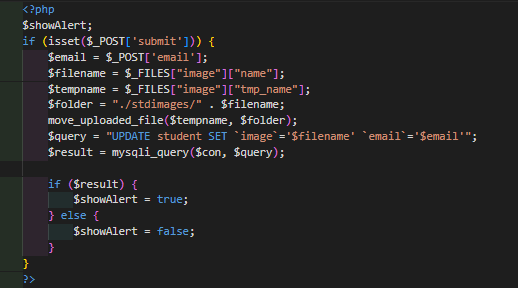 <?php
$showAlert;
if (isset($_POST['submit'])) {
    $email = $_POST['email'];
    $filename = $_FILES["image"]["name"];
    $tempname = $_FILES["image"]["tmp_name"];
    $folder = "./stdimages/" . $filename;
    move_uploaded_file($tempname, $folder);
    $query = "UPDATE student SET `image`='$filename' `email`='$email'";
    $result = mysqli_query($con, $query);

    if ($result) {
        $showAlert = true;
    } else {
        $showAlert = false;
    }
}
?>